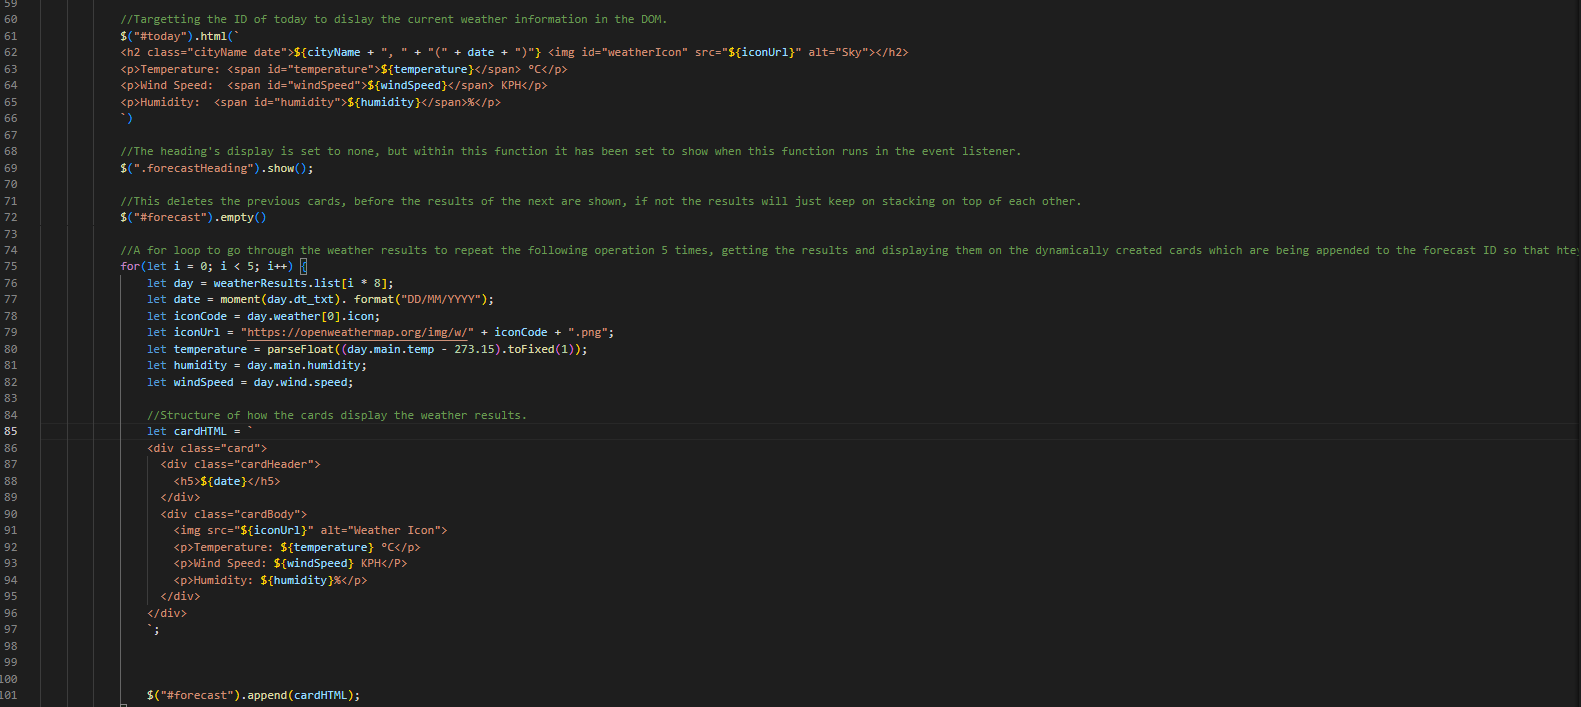 59
60 //Targetting the ID of today to dislay the current weather information in the DOM.
61 $("#today").html(`
62 <h2 class="cityName date">${cityName + ", " + "(" + date + ")"} <img id="weatherIcon" src="${iconUrl}" alt="Sky"></h2>
63 <p>Temperature: <span id="temperature">${temperature}</span> °C</p>
64 <p>Wind Speed:  <span id="windSpeed">${windSpeed}</span> KPH</p>
65 <p>Humidity:  <span id="humidity">${humidity}</span>%</p>
66 `)
67
68 //The heading's display is set to none, but within this function it has been set to show when this function runs in the event listener.
69 $(".forecastHeading").show();
70
71 //This deletes the previous cards, before the results of the next are shown, if not the results will just keep on stacking on top of each other.
72 $("#forecast").empty()
73
74 //A for loop to go through the weather results to repeat the following operation 5 times, getting the results and displaying them on the dynamically created cards which are being appended to the forecast ID so that htey
75 for(let i = 0; i < 5; i++) {
76 let day = weatherResults.list[i * 8];
77 let date = moment(day.dt_txt). format("DD/MM/YYYY");
78 let iconCode = day.weather[0].icon;
79 let iconUrl = "https://openweathermap.org/img/w/" + iconCode + ".png";
80 let temperature = parseFloat((day.main.temp - 273.15).toFixed(1));
81 let humidity = day.main.humidity;
82 let windSpeed = day.wind.speed;
83
84 //Structure of how the cards display the weather results.
85 let cardHTML = `
86 <div class="card">
87 <div class="cardHeader">
88 <h5>${date}</h5>
89 </div>
90 <div class="cardBody">
91 <img src="${iconUrl}" alt="Weather Icon">
92 <p>Temperature: ${temperature} °C</p>
93 <p>Wind Speed: ${windSpeed} KPH</P>
94 <p>Humidity: ${humidity}%</p>
95 </div>
96 </div>
97 `;
98
99
100
101 $("#forecast").append(cardHTML);